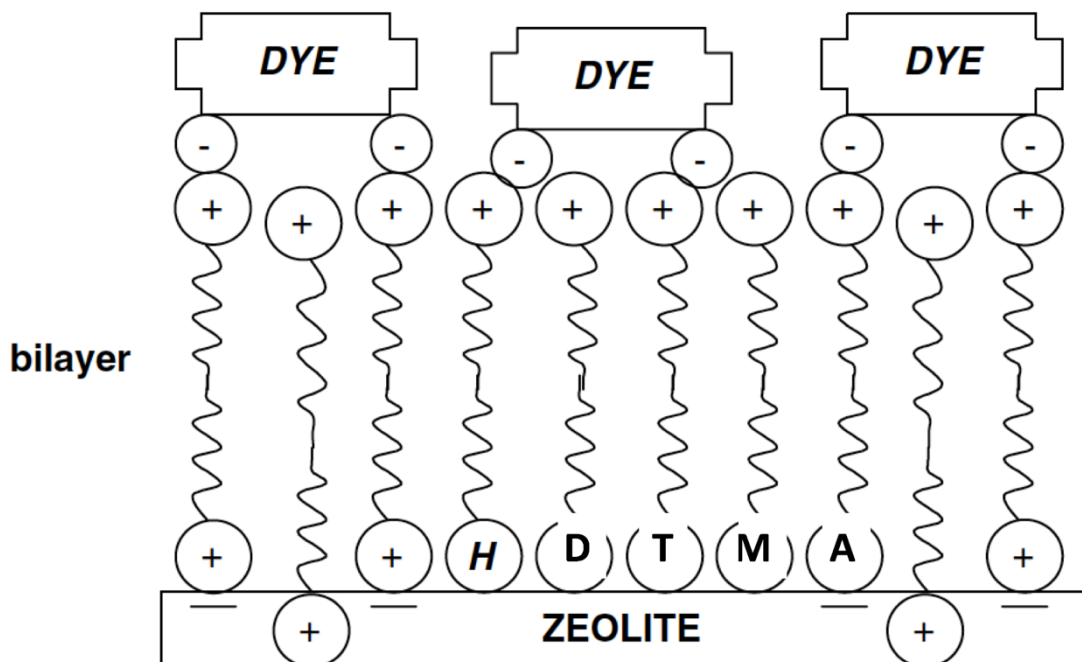 DYE DYE DYE
- - - - - -
+ + + + + + + + + +
bilayer
+ + H D T M A + 
+ ZEOLITE +